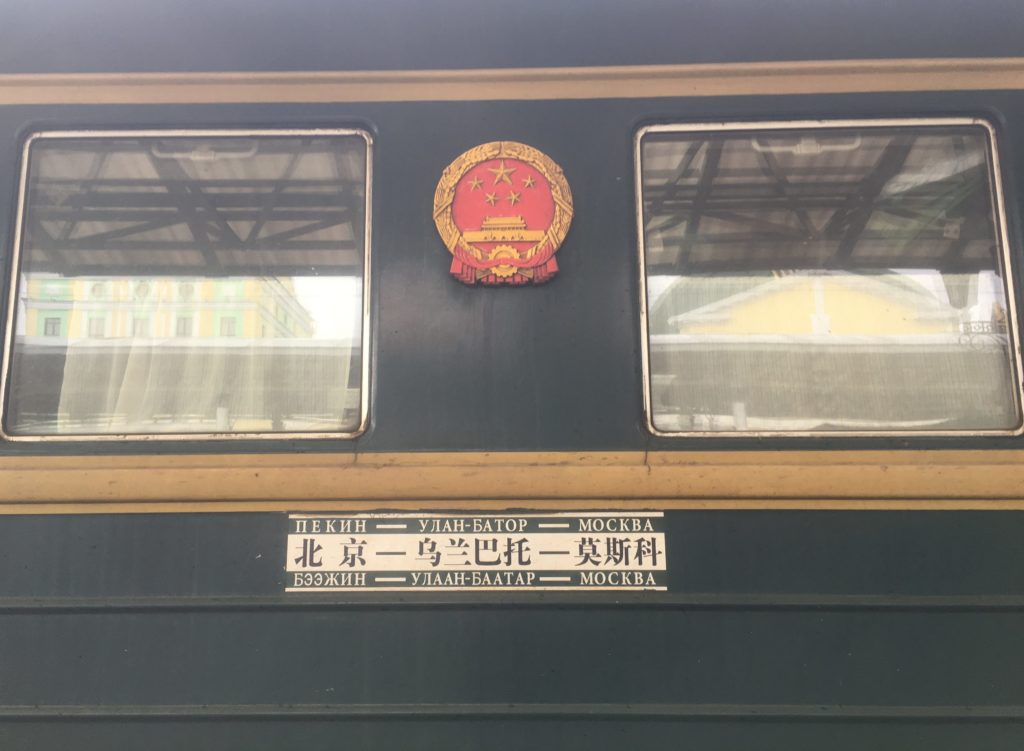 ПЕКИН — УЛАН-БАТОР — МОСКВА
北京—乌兰巴托—莫斯科
БЭЭЖИН — УЛААН-БААТАР — МОСКВА